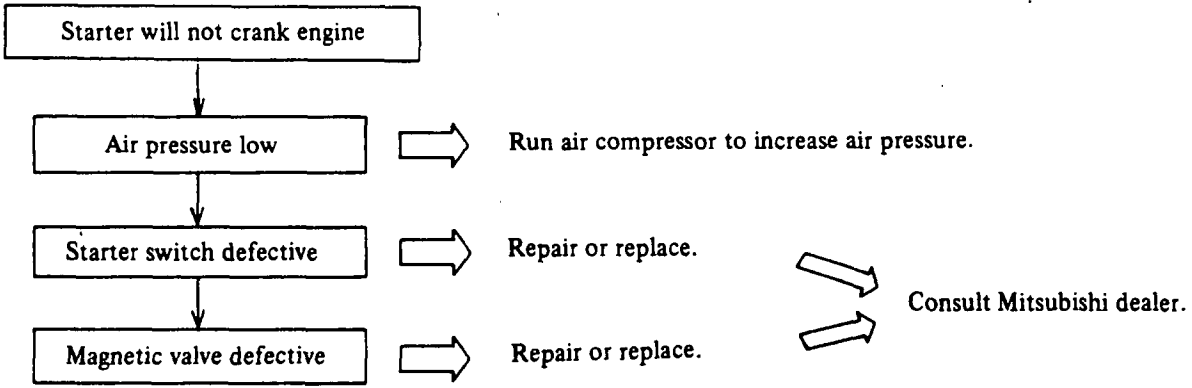 Starter will not crank engine
Air pressure low
Run air compressor to increase air pressure.
Starter switch defective
Repair or replace.
Consult Mitsubishi dealer.
Magnetic valve defective
Repair or replace.